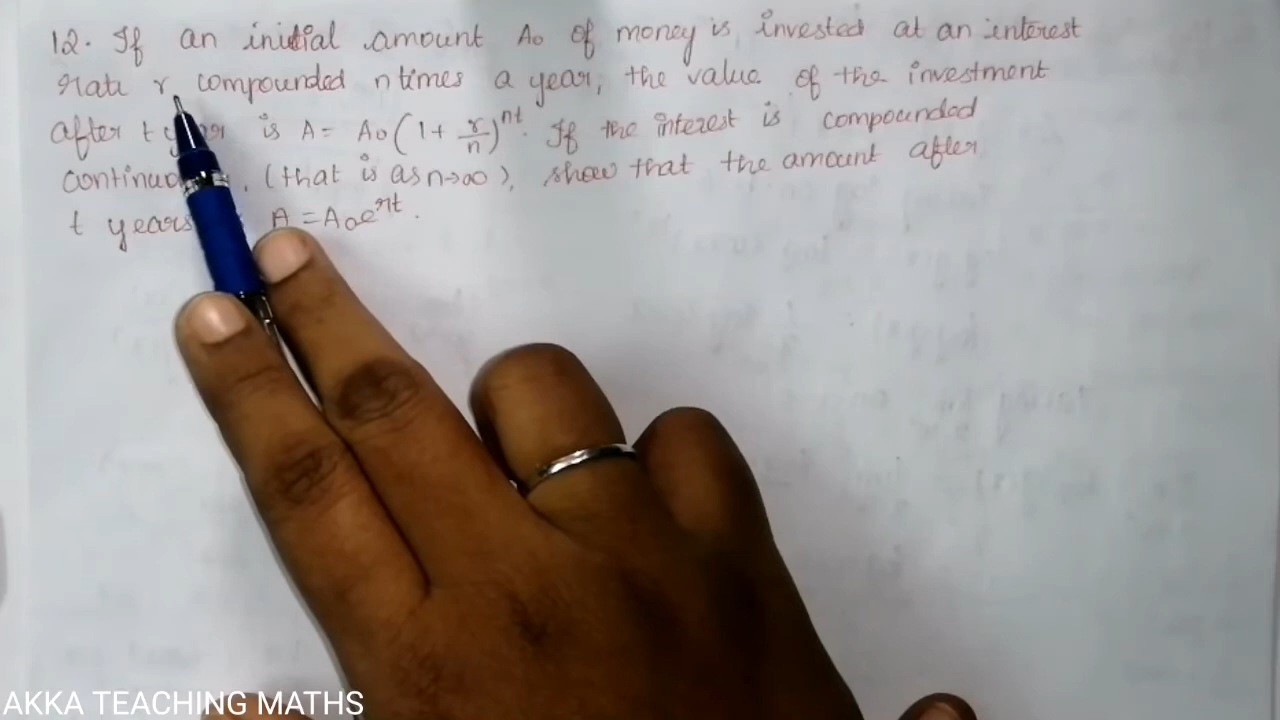 12. If an initial amount A₀ of money is invested at an interest
rate r compounded n times a year, the value of the investment
after t is A = A₀(1 + r/n)^nt. If the interest is compounded
(that is as n→∞), show that the amount after
t years A = A₀e^rt.
AKKA TEACHING MATHS